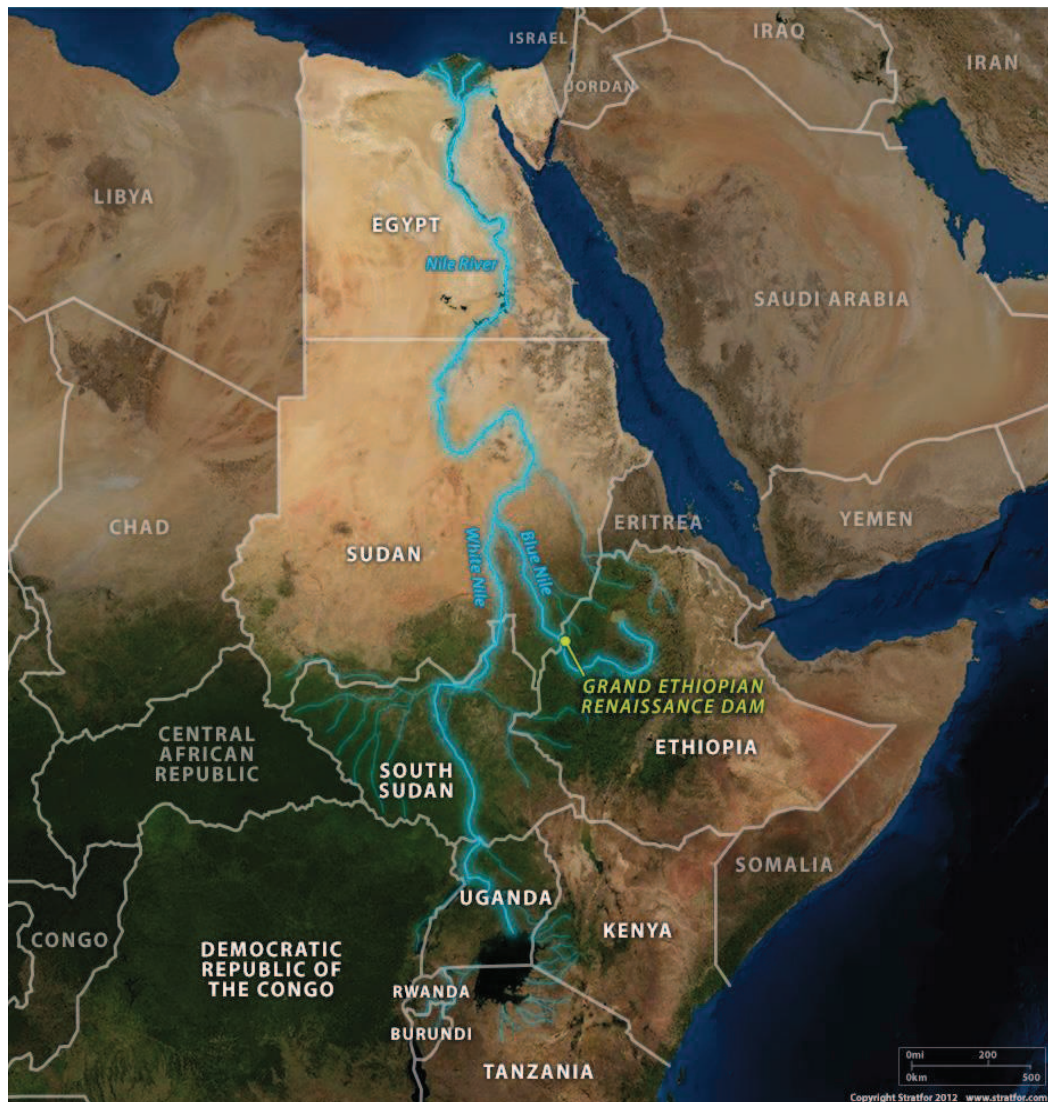 ISRAEL
IRAQ
IRAN
JORDAN
LIBYA
EGYPT
Nile River
SAUDI ARABIA
CHAD
SUDAN
White Nile
Blue Nile
ERITREA
YEMEN
GRAND ETHIOPIAN
RENAISSANCE DAM
CENTRAL
AFRICAN
REPUBLIC
ETHIOPIA
SOUTH
SUDAN
SOMALIA
UGANDA
KENYA
CONGO
DEMOCRATIC
REPUBLIC OF
THE CONGO
RWANDA
BURUNDI
TANZANIA
0mi 200
0km 500
Copyright Stratfor 2012 www.stratfor.com